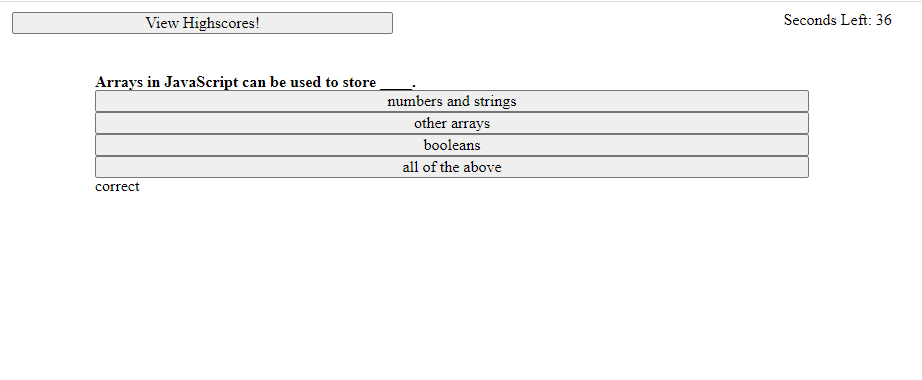 View Highscores!
Seconds Left: 36
Arrays in JavaScript can be used to store ____.
numbers and strings
other arrays
booleans
all of the above
correct